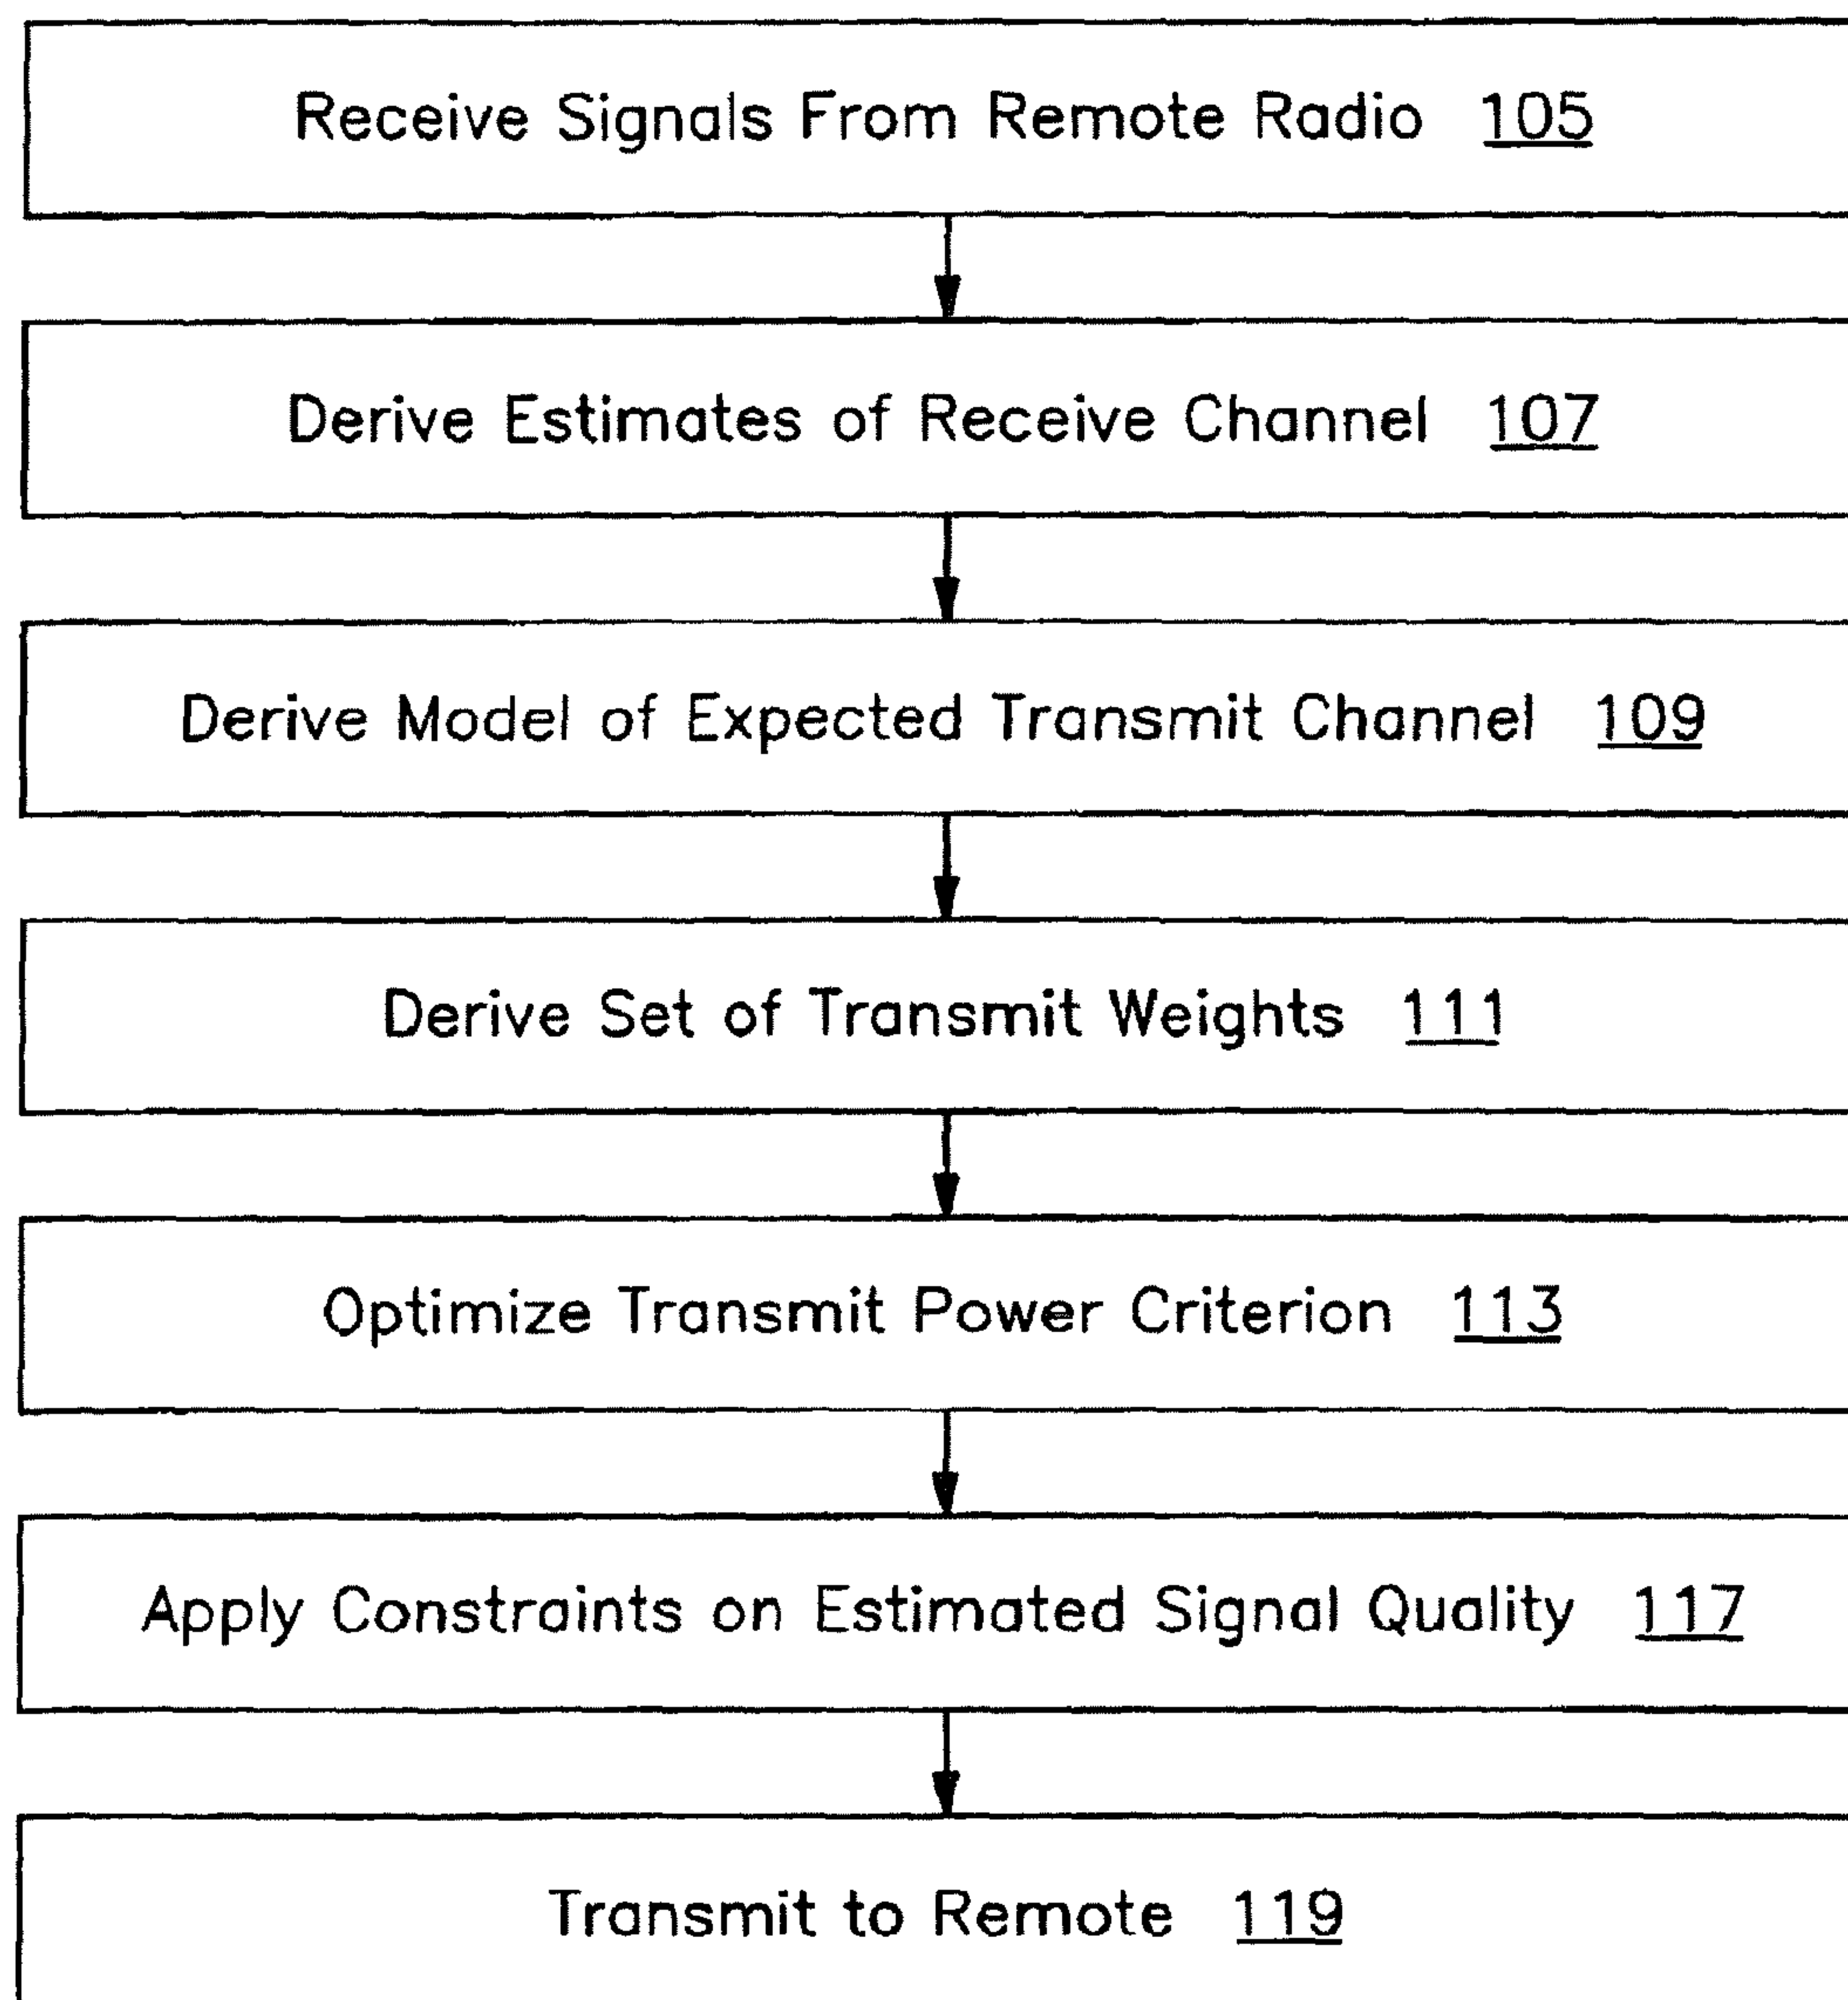 Receive Signals From Remote Radio 105
Derive Estimates of Receive Channel 107
Derive Model of Expected Transmit Channel 109
Derive Set of Transmit Weights 111
Optimize Transmit Power Criterion 113
Apply Constraints on Estimated Signal Quality 117
Transmit to Remote 119